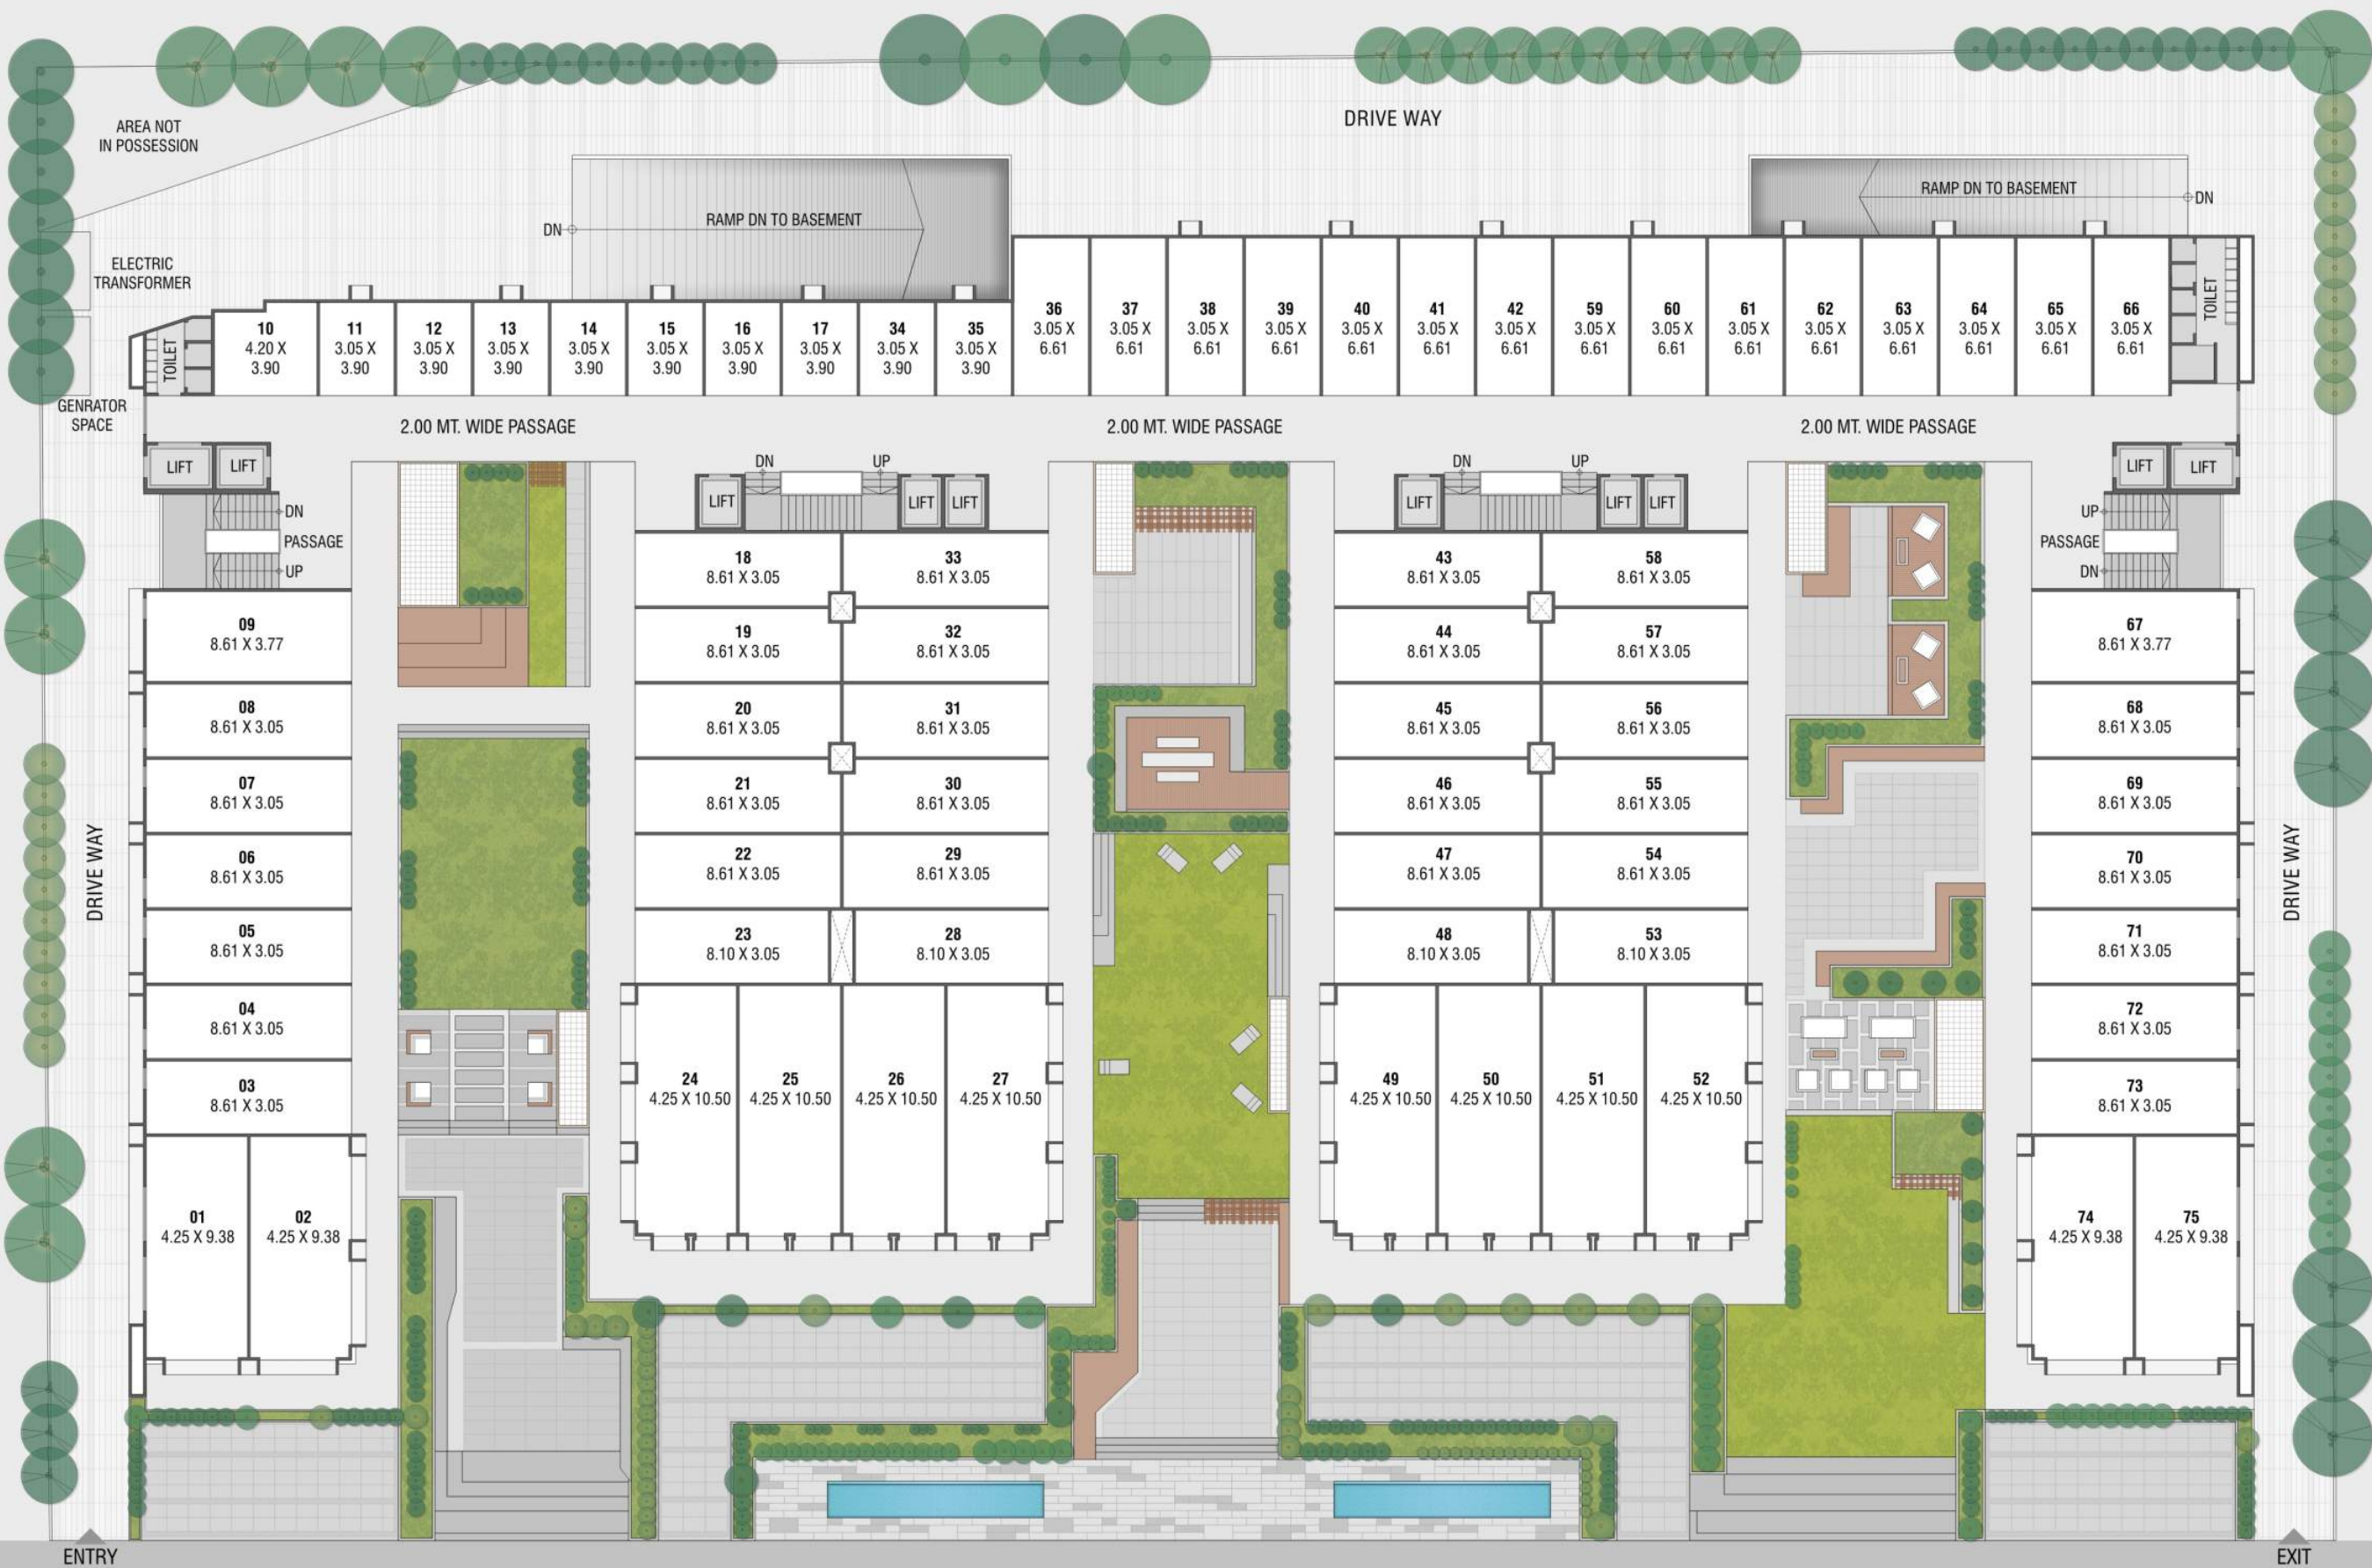 DRIVE WAY
AREA NOT
IN POSSESSION
RAMP DN TO BASEMENT
DN
RAMP DN TO BASEMENT
DN
ELECTRIC
TRANSFORMER
GENRATOR
SPACE
TOILET
10
4.20 X
3.90
11
3.05 X
3.90
12
3.05 X
3.90
13
3.05 X
3.90
14
3.05 X
3.90
15
3.05 X
3.90
16
3.05 X
3.90
17
3.05 X
3.90
34
3.05 X
3.90
35
3.05 X
3.90
36
3.05 X
6.61
37
3.05 X
6.61
38
3.05 X
6.61
39
3.05 X
6.61
40
3.05 X
6.61
41
3.05 X
6.61
42
3.05 X
6.61
59
3.05 X
6.61
60
3.05 X
6.61
61
3.05 X
6.61
62
3.05 X
6.61
63
3.05 X
6.61
64
3.05 X
6.61
65
3.05 X
6.61
66
3.05 X
6.61
TOILET
2.00 MT. WIDE PASSAGE
2.00 MT. WIDE PASSAGE
2.00 MT. WIDE PASSAGE
LIFT
LIFT
DN
PASSAGE
UP
DN
UP
LIFT
LIFT
LIFT
DN
UP
LIFT
LIFT
LIFT
LIFT
LIFT
UP
PASSAGE
DN
09
8.61 X 3.77
08
8.61 X 3.05
07
8.61 X 3.05
06
8.61 X 3.05
05
8.61 X 3.05
04
8.61 X 3.05
03
8.61 X 3.05
01
4.25 X 9.38
02
4.25 X 9.38
DRIVE WAY
18
8.61 X 3.05
33
8.61 X 3.05
19
8.61 X 3.05
32
8.61 X 3.05
20
8.61 X 3.05
31
8.61 X 3.05
21
8.61 X 3.05
30
8.61 X 3.05
22
8.61 X 3.05
29
8.61 X 3.05
23
8.10 X 3.05
28
8.10 X 3.05
24
4.25 X 10.50
25
4.25 X 10.50
26
4.25 X 10.50
27
4.25 X 10.50
43
8.61 X 3.05
58
8.61 X 3.05
44
8.61 X 3.05
57
8.61 X 3.05
45
8.61 X 3.05
56
8.61 X 3.05
46
8.61 X 3.05
55
8.61 X 3.05
47
8.61 X 3.05
54
8.61 X 3.05
48
8.10 X 3.05
53
8.10 X 3.05
49
4.25 X 10.50
50
4.25 X 10.50
51
4.25 X 10.50
52
4.25 X 10.50
67
8.61 X 3.77
68
8.61 X 3.05
69
8.61 X 3.05
70
8.61 X 3.05
71
8.61 X 3.05
72
8.61 X 3.05
73
8.61 X 3.05
74
4.25 X 9.38
75
4.25 X 9.38
DRIVE WAY
ENTRY
EXIT